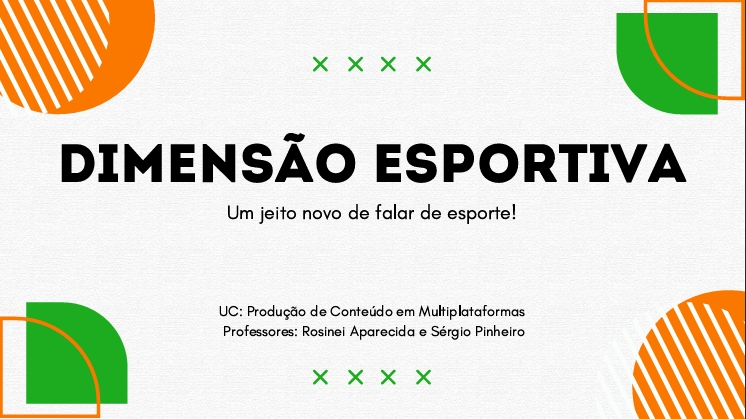 DIMENSÃO ESPORTIVA
Um jeito novo de falar de esporte!
UC: Produção de Conteúdo em Multiplataformas
Professores: Rosinei Aparecida e Sérgio Pinheiro